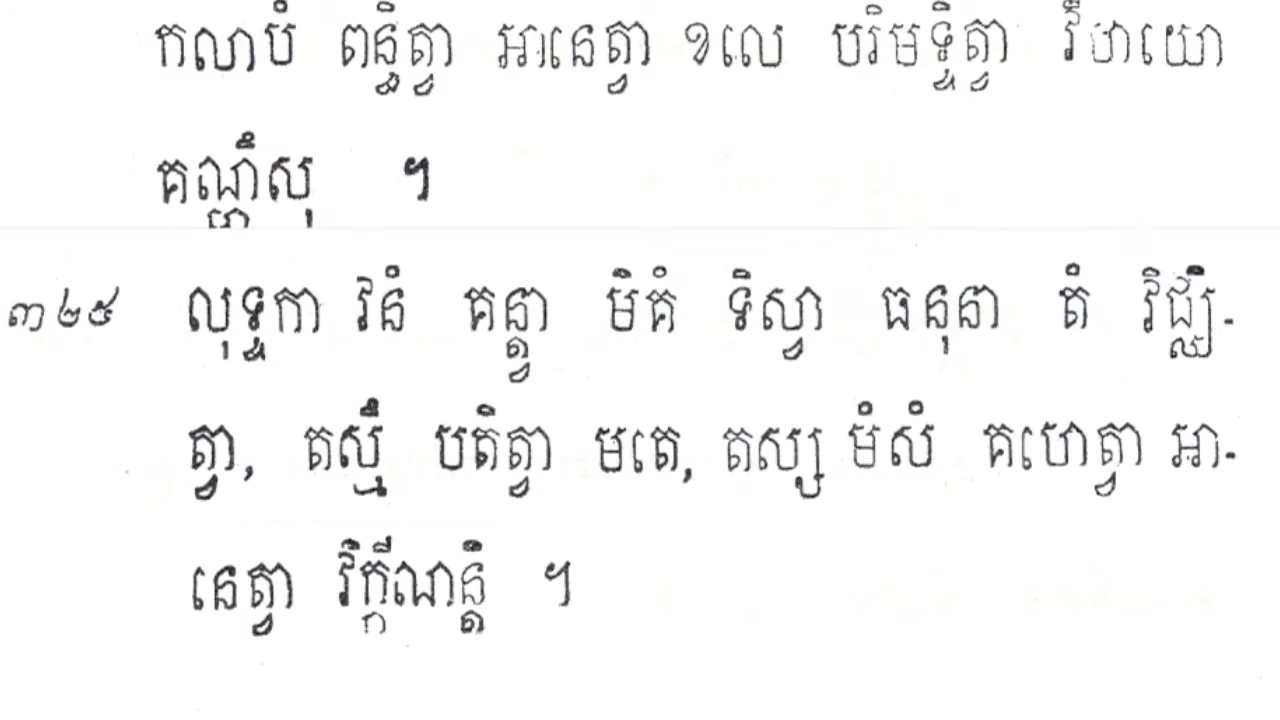 កលាបំ ពន្ធិត្វា អានេត្វា ខលេ បរិមទ្ទិត្វា វីហយោ
គណ្ហឹសុ ។
៣២៥ លុទ្ទកា វនំ គន្ត្វា មិគំ ទិស្វា ធនុនា តំ វិជ្ឈិ-
ត្វា, តស្មឹ បតិត្វា មតេ, តស្ស មំសំ គហេត្វា អា-
នេត្វា វិក្កីណន្តិ ។